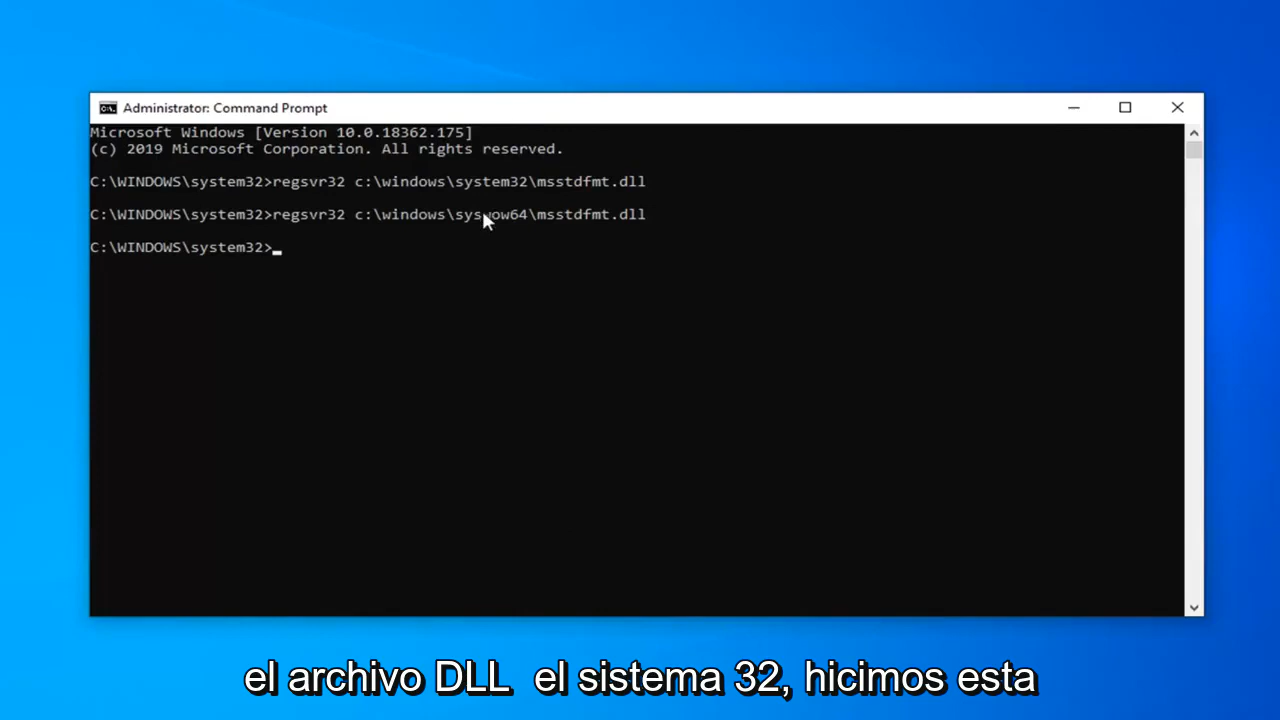 Administrator: Command Prompt
Microsoft Windows [Version 10.0.18362.175]
(c) 2019 Microsoft Corporation. All rights reserved.
C:\WINDOWS\system32>regsvr32 c:\windows\system32\msstdfmt.dll
C:\WINDOWS\system32>regsvr32 c:\windows\syswow64\msstdfmt.dll
C:\WINDOWS\system32>
el archivo DLL el sistema 32, hicimos esta